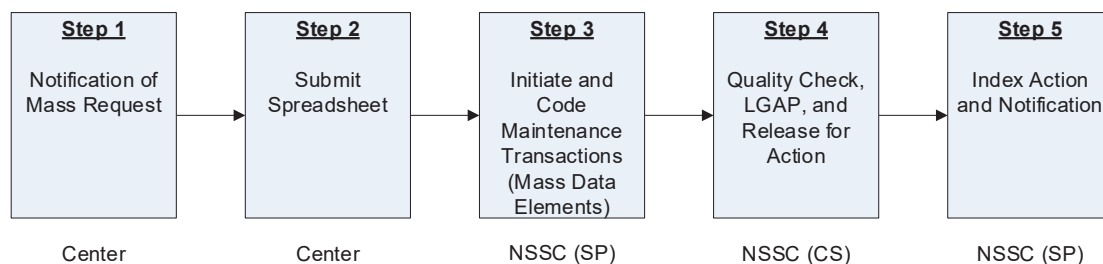 Step 1
Notification of
Mass Request
Center
Step 2
Submit
Spreadsheet
Center
Step 3
Initiate and
Code
Maintenance
Transactions
(Mass Data
Elements)
NSSC (SP)
Step 4
Quality Check,
LGAP, and
Release for
Action
NSSC (CS)
Step 5
Index Action
and Notification
NSSC (SP)